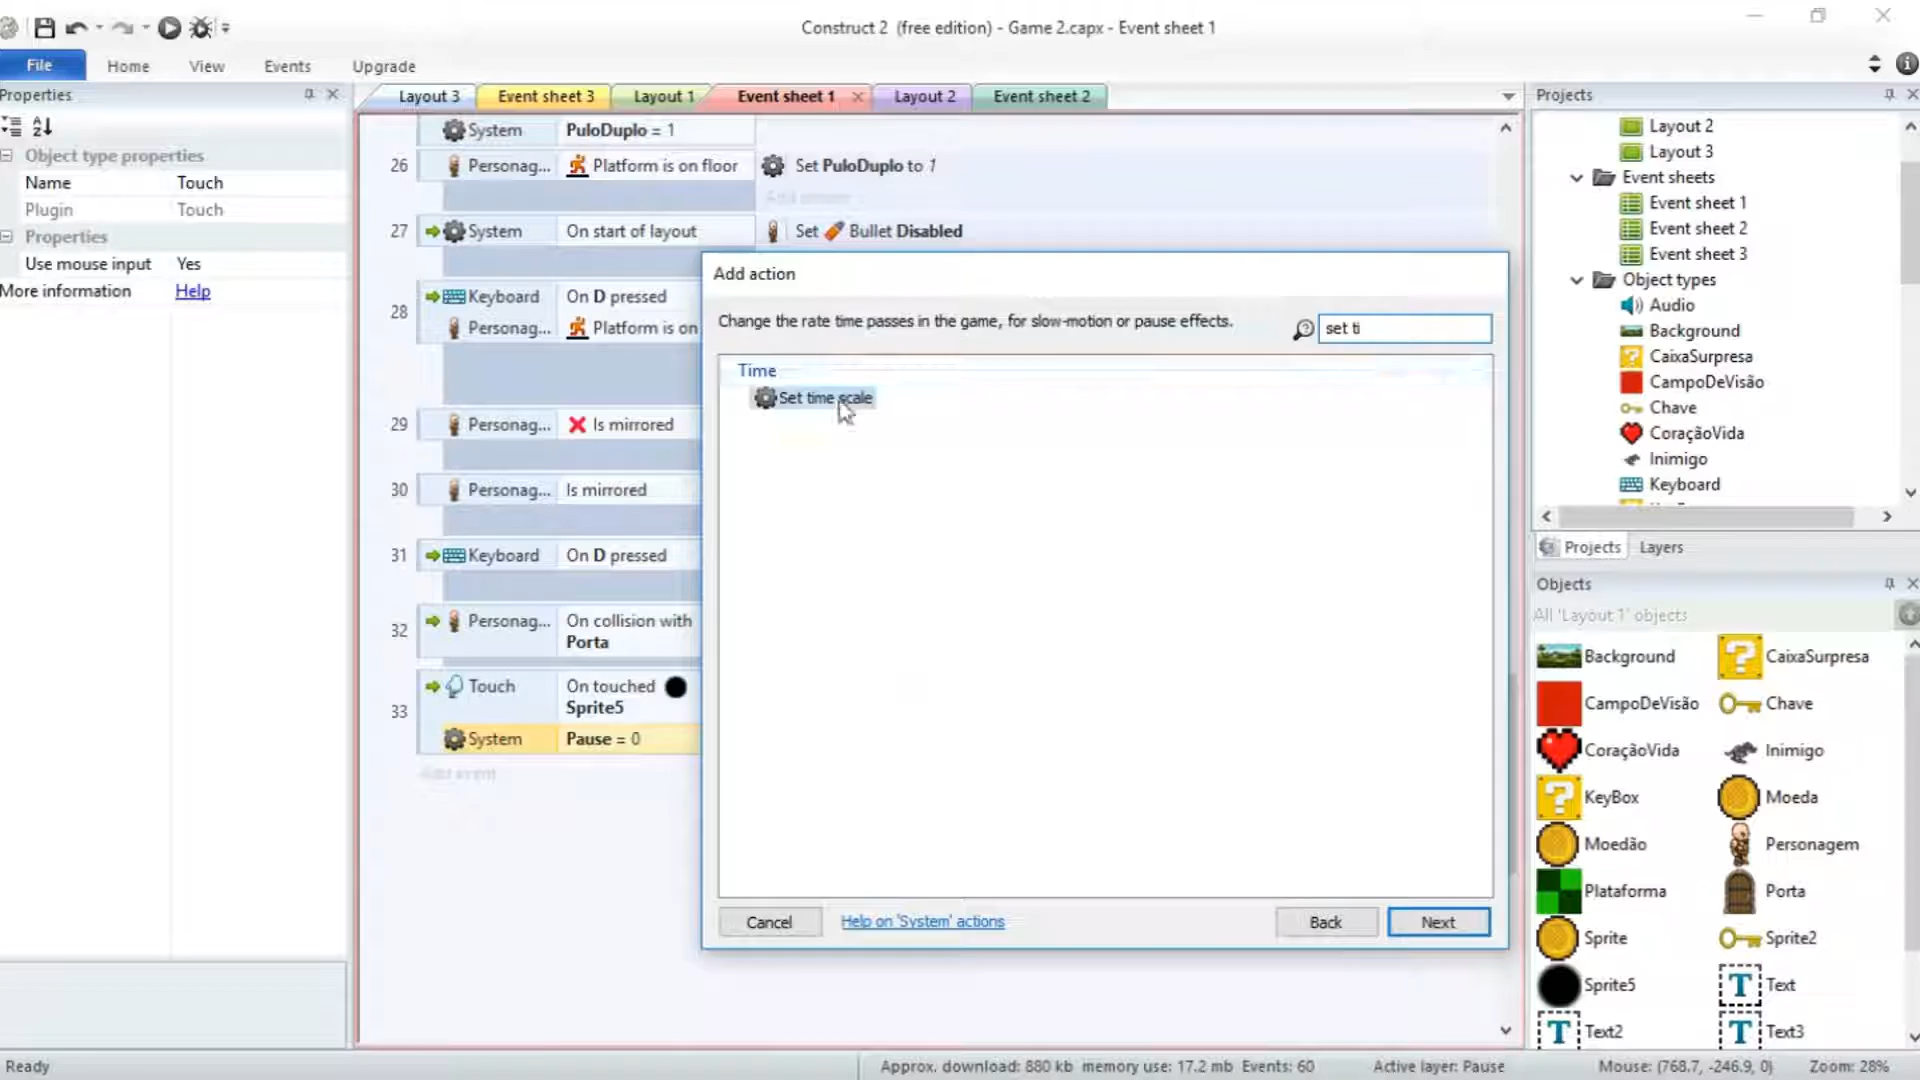 Construct 2 (free edition) - Game 2.capx - Event sheet 1
File Home View Events Upgrade
Properties
Object type properties
Name Touch
Plugin Touch
Properties
Use mouse input Yes
More information Help
Layout 3 Event sheet 3 Layout 1 Event sheet 1 Layout 2 Event sheet 2
System PuloDuplo = 1
26 Personag... Platform is on floor Set PuloDuplo to 1
Add action
27 System On start of layout Set Bullet Disabled
28 Keyboard On D pressed
Personag... Platform is on
29 Personag... Is mirrored
30 Personag... Is mirrored
31 Keyboard On D pressed
32 Personag... On collision with
Porta
33 Touch On touched
Sprite5
System Pause = 0
Add event
Add action
Change the rate time passes in the game, for slow-motion or pause effects.
set ti
Time
Set time scale
Cancel Help on 'System' actions Back Next
Projects
Layout 2
Layout 3
Event sheets
Event sheet 1
Event sheet 2
Event sheet 3
Object types
Audio
Background
CaixaSurpresa
CampoDeVisão
Chave
CoraçãoVida
Inimigo
Keyboard
Projects Layers
Objects
All 'Layout 1' objects
Background CaixaSurpresa
CampoDeVisão Chave
CoraçãoVida Inimigo
KeyBox Moeda
Moedão Personagem
Plataforma Porta
Sprite Sprite2
Sprite5 Text
Text2 Text3
Ready Approx. download: 880 kb memory use: 17.2 mb Events: 60 Active layer: Pause Mouse: (768.7, -246.9, 0) Zoom: 28%